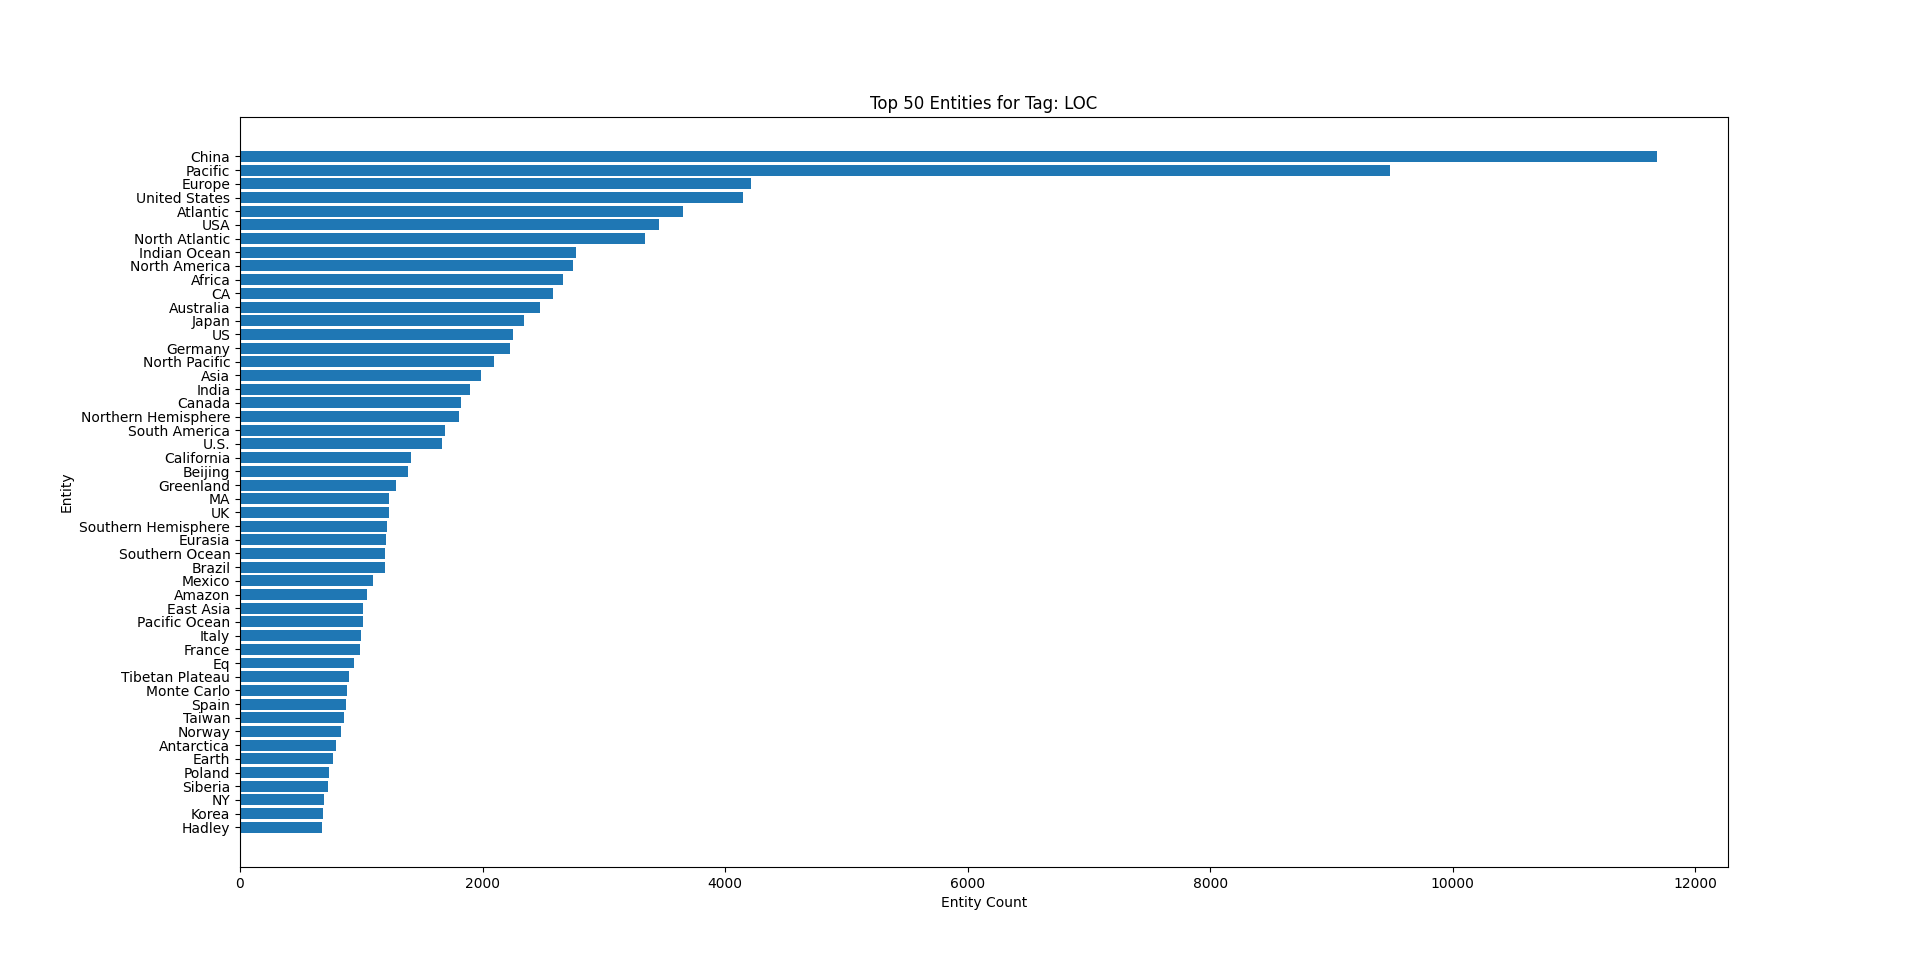 Top 50 Entities for Tag: LOC
Entity
China
Pacific
Europe
United States
Atlantic
USA
North Atlantic
Indian Ocean
North America
Africa
CA
Australia
Japan
US
Germany
North Pacific
Asia
India
Canada
Northern Hemisphere
South America
U.S.
California
Beijing
Greenland
MA
UK
Southern Hemisphere
Eurasia
Southern Ocean
Brazil
Mexico
Amazon
East Asia
Pacific Ocean
Italy
France
Eq
Tibetan Plateau
Monte Carlo
Spain
Taiwan
Norway
Antarctica
Earth
Poland
Siberia
NY
Korea
Hadley
0 2000 4000 6000 8000 10000 12000
Entity Count